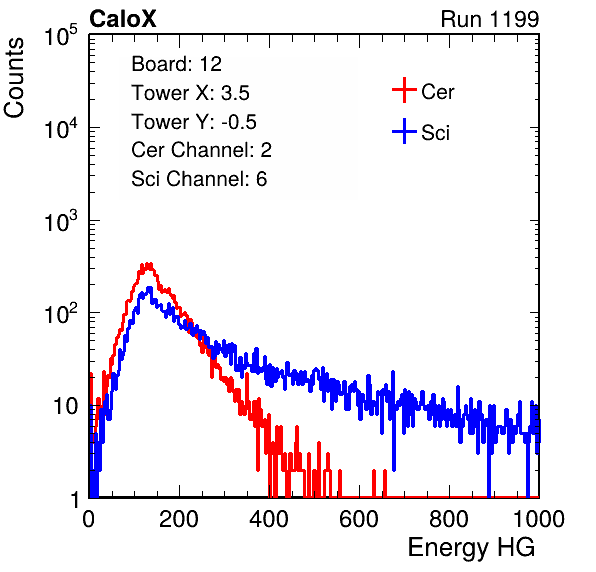 CaloX Run 1199
Counts
10^5
10^4
10^3
10^2
10
1
Board: 12
Tower X: 3.5
Tower Y: -0.5
Cer Channel: 2
Sci Channel: 6
Cer
Sci
0 200 400 600 800 1000
Energy HG